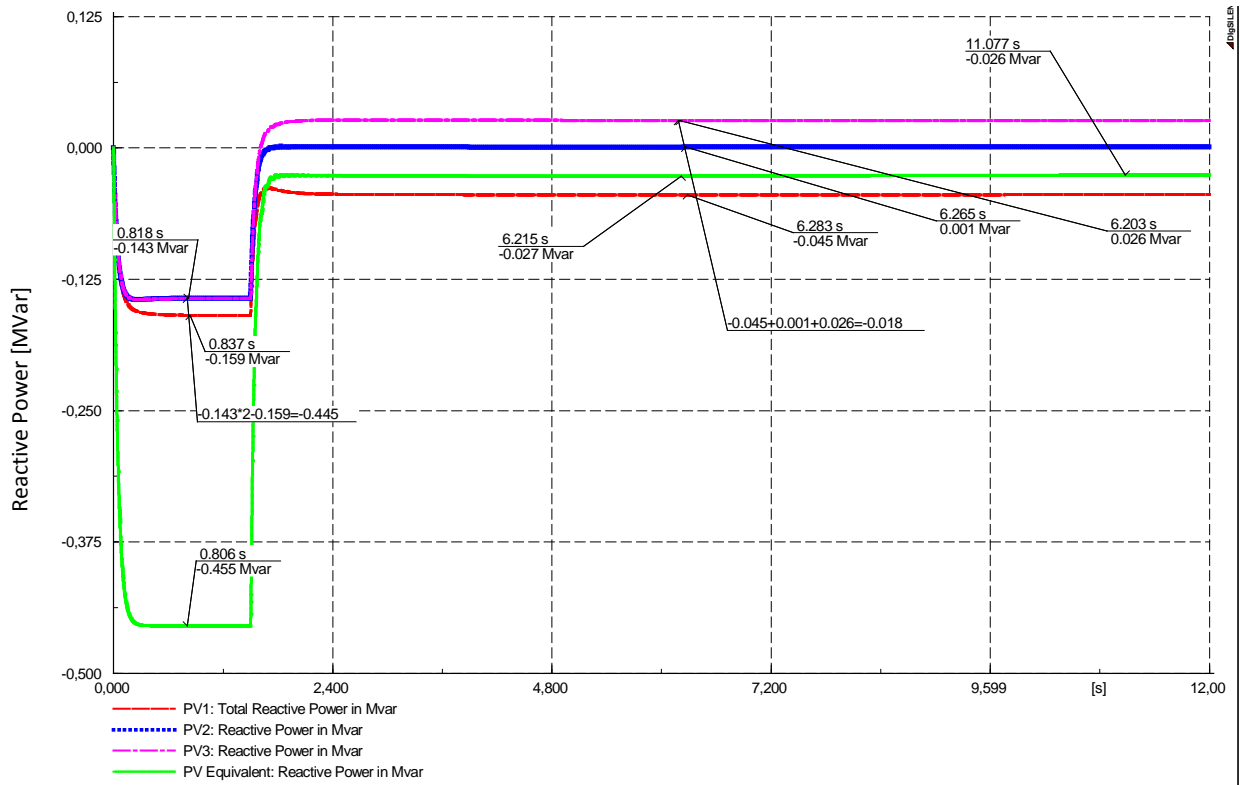 DIgSILEN
0,125
0,000
-0,125
-0,250
-0,375
-0,500
Reactive Power [MVar]
0,000
2,400
4,800
7,200
9,599
[s]
12,00
11.077 s
-0.026 Mvar
0.818 s
-0.143 Mvar
6.215 s
-0.027 Mvar
6.283 s
-0.045 Mvar
6.265 s
0.001 Mvar
6.203 s
0.026 Mvar
-0.045+0.001+0.026=-0.018
0.837 s
-0.159 Mvar
-0.143*2-0.159=-0.445
0.806 s
-0.455 Mvar
PV1: Total Reactive Power in Mvar
PV2: Reactive Power in Mvar
PV3: Reactive Power in Mvar
PV Equivalent: Reactive Power in Mvar